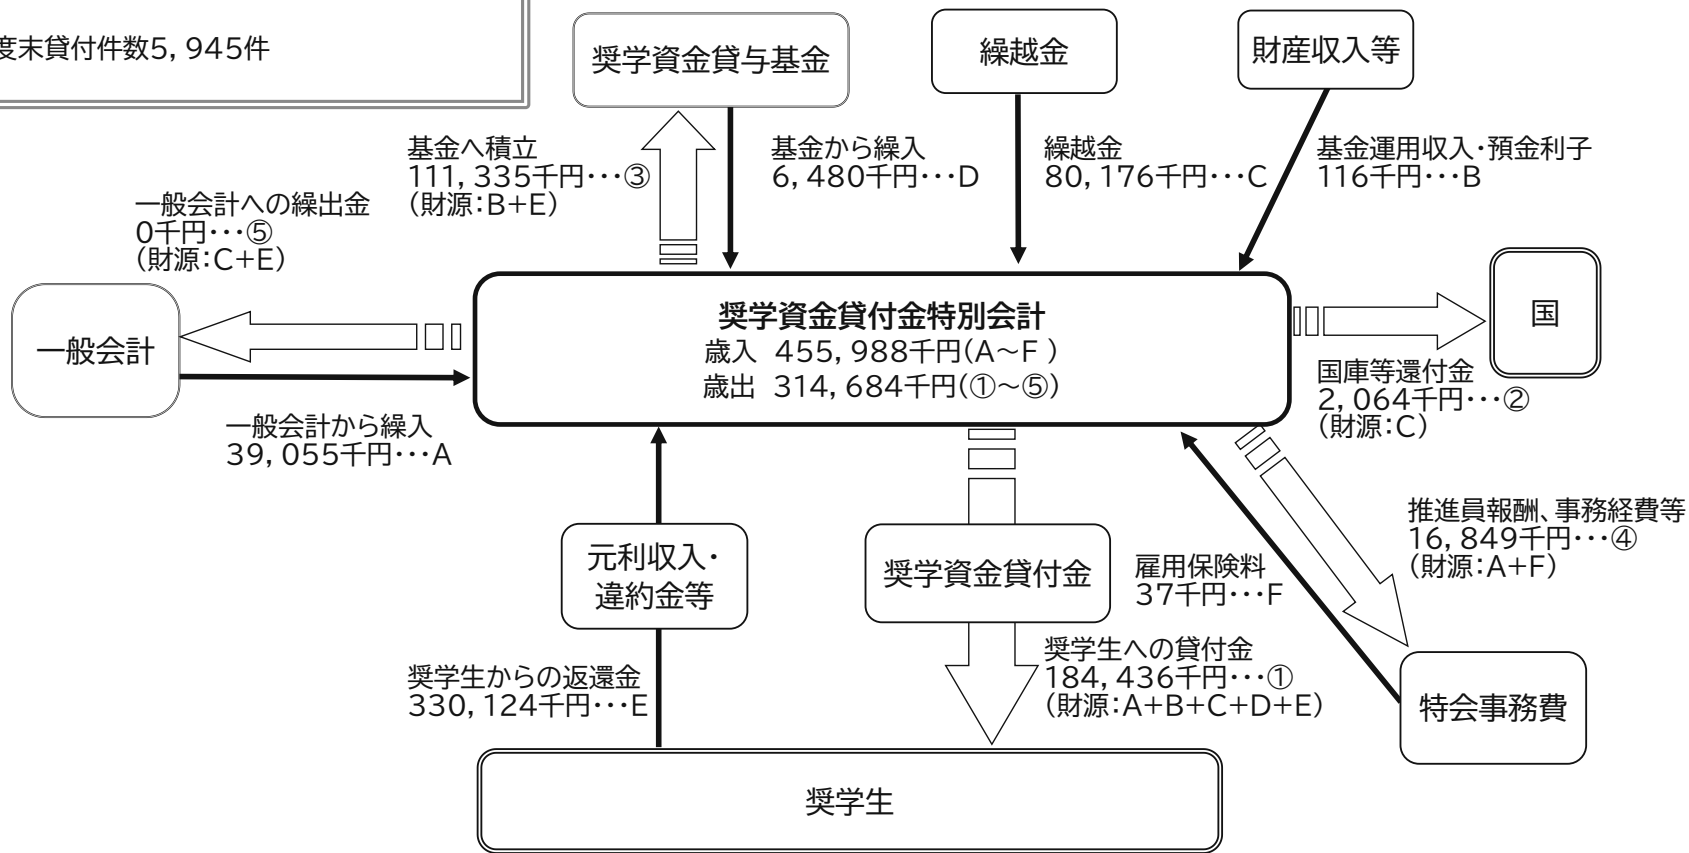 度末貸付件数5,945件
奨学資金貸与基金
繰越金
財産収入等
基金へ積立
111,335千円・・・③
(財源:B+E)
基金から繰入
6,480千円・・・D
繰越金
80,176千円・・・C
基金運用収入・預金利子
116千円・・・B
一般会計への繰出金
0千円・・・⑤
(財源:C+E)
一般会計
奨学資金貸付金特別会計
歳入 455,988千円(A~F )
歳出 314,684千円(①~⑤)
国
国庫等還付金
2,064千円・・・②
(財源:C)
一般会計から繰入
39,055千円・・・A
推進員報酬、事務経費等
16,849千円・・・④
(財源:A+F)
元利収入・
違約金等
奨学資金貸付金
雇用保険料
37千円・・・F
奨学生からの返還金
330,124千円・・・E
奨学生への貸付金
184,436千円・・・①
(財源:A+B+C+D+E)
特会事務費
奨学生